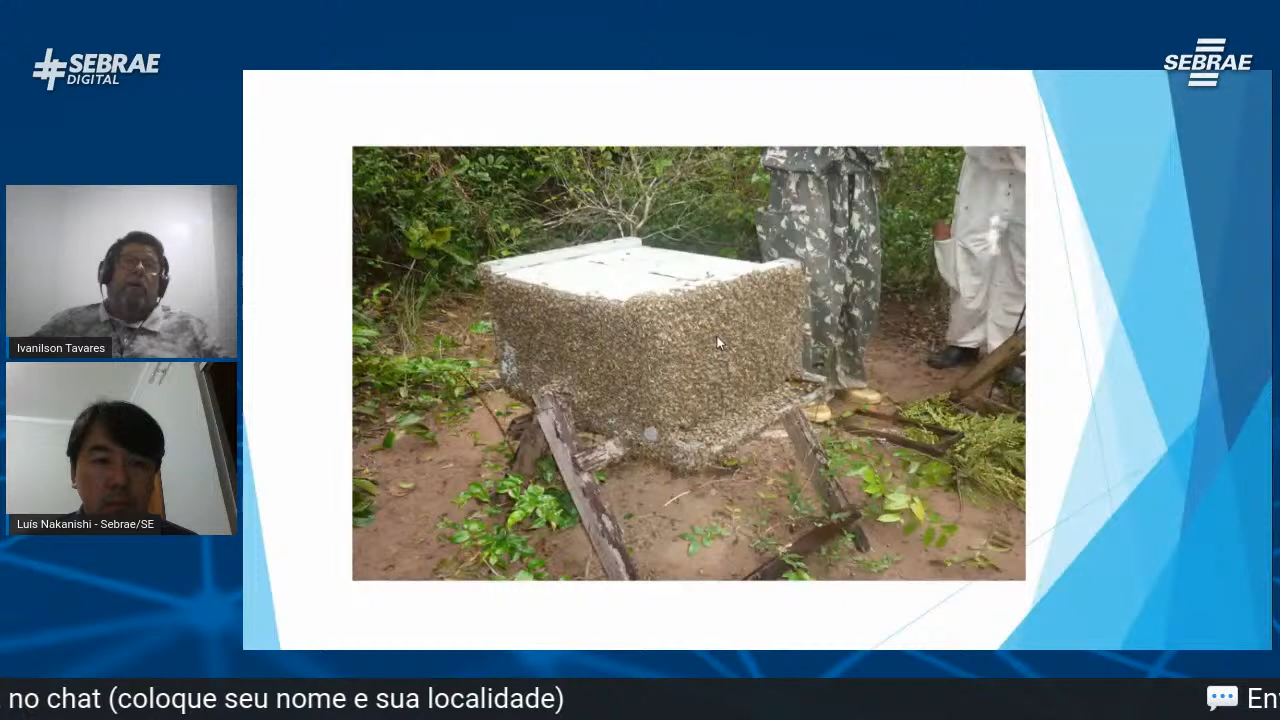 #SEBRAE
DIGITAL
SEBRAE
Ivanilson Tavares
Luís Nakanishi - Sebrae/SE
no chat (coloque seu nome e sua localidade)